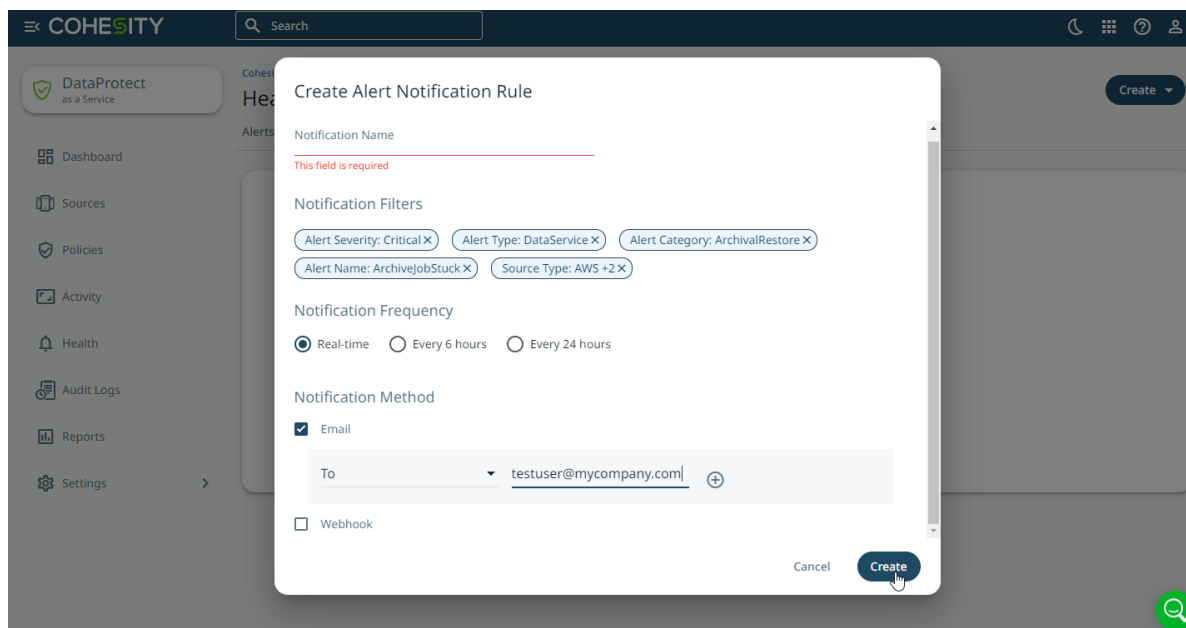 COHESITY
Search
DataProtect
as a Service
Dashboard
Sources
Policies
Activity
Health
Audit Logs
Reports
Settings
Alerts
Create
Create Alert Notification Rule
Notification Name
This field is required
Notification Filters
Alert Severity: Critical
Alert Type: DataService
Alert Category: ArchivalRestore
Alert Name: ArchiveJobStuck
Source Type: AWS +2
Notification Frequency
Real-time
Every 6 hours
Every 24 hours
Notification Method
Email
To
testuser@mycompany.com
Webhook
Cancel
Create